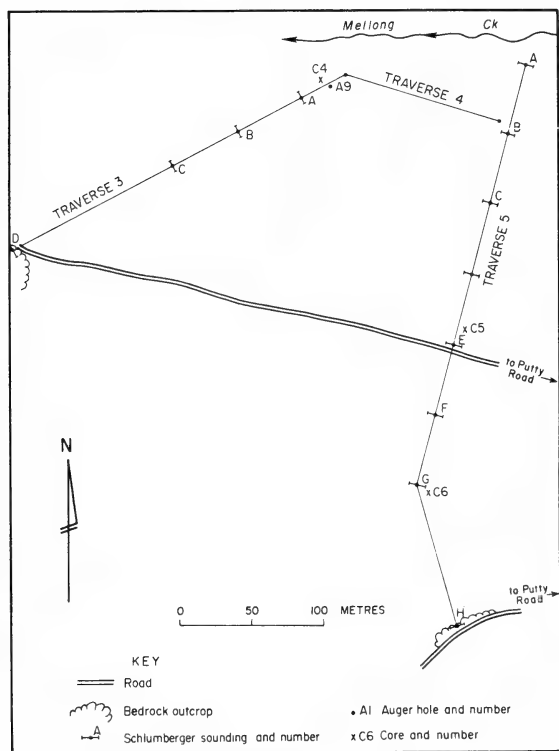 Mellong Ck
A
C4
A9
A
TRAVERSE 4
B
B
C
TRAVERSE 3
C
TRAVERSE 5
D
C5
E
to Putty
Road
F
N
G
C6
to Putty
Road
H
0 50 100 METRES
KEY
Road
Bedrock outcrop
A1 Auger hole and number
A
Schlumberger sounding and number
C6 Core and number